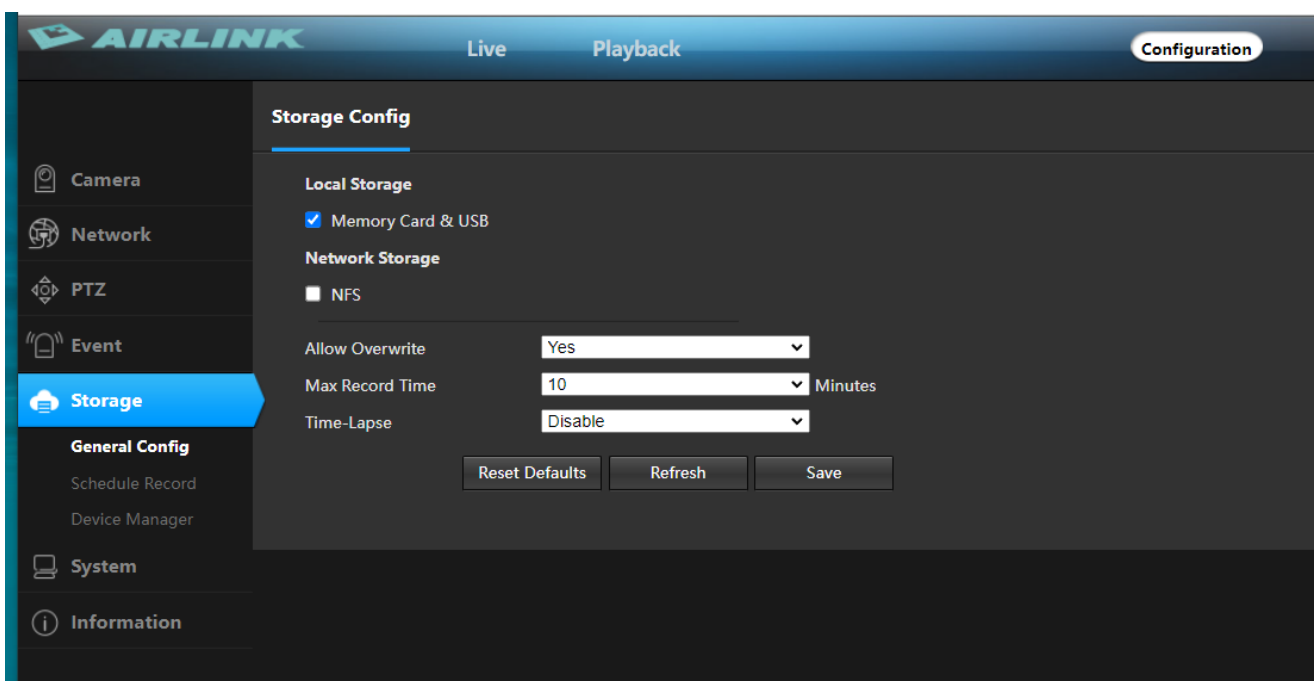 AIRLINK
Live Playback Configuration
Storage Config
Camera
Network
PTZ
Event
Storage
General Config
Schedule Record
Device Manager
System
Information
Local Storage
Memory Card & USB
Network Storage
NFS
Allow Overwrite Yes
Max Record Time 10 Minutes
Time-Lapse Disable
Reset Defaults Refresh Save